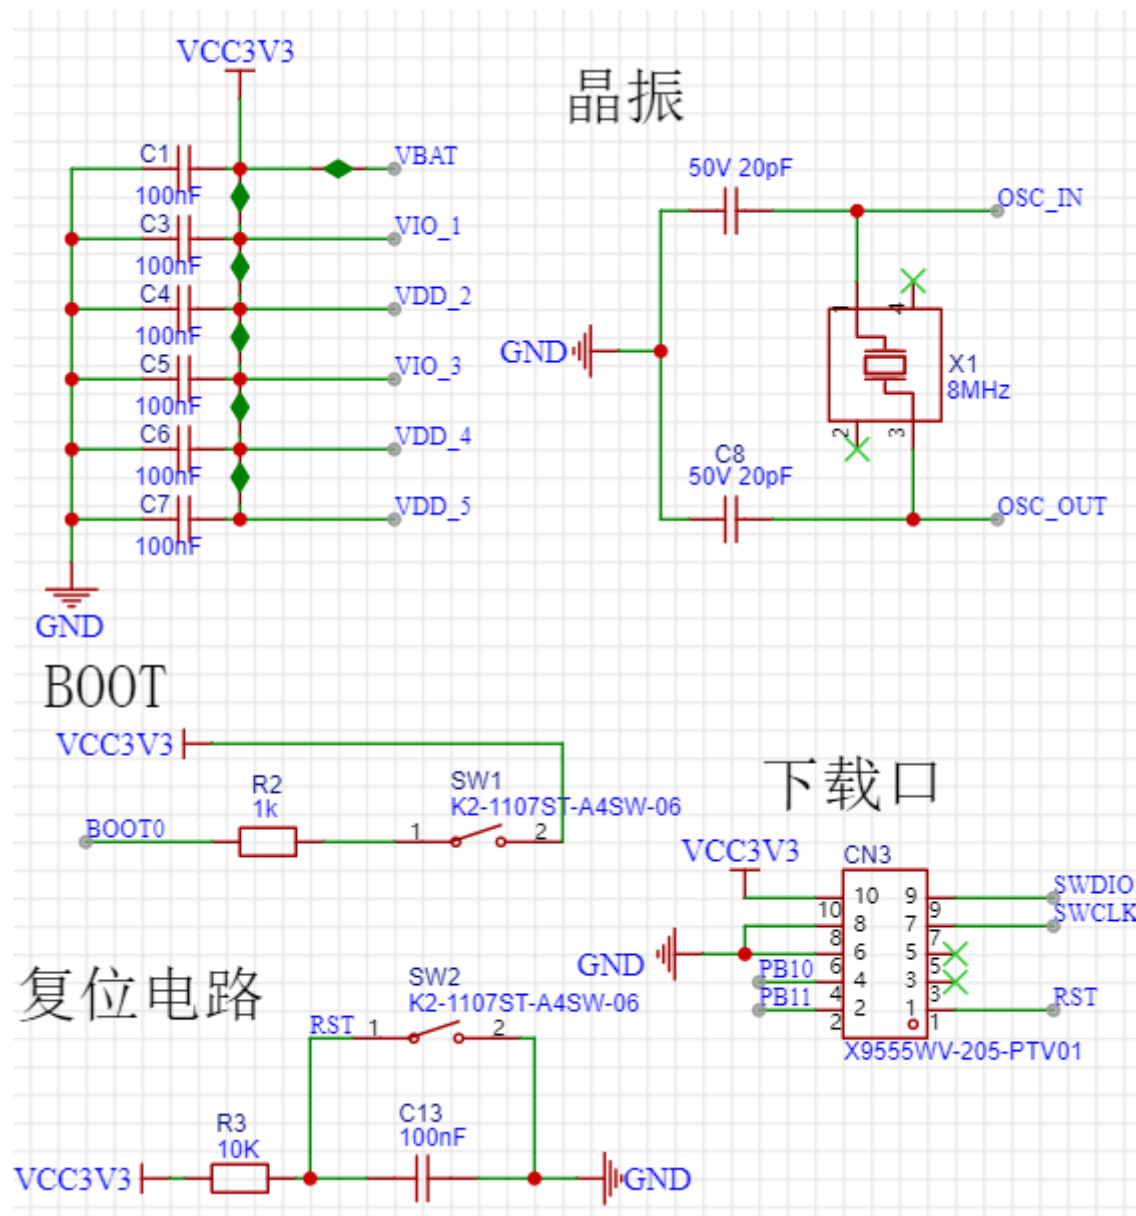 VCC3V3
C1
100nF
VBAT
C3
100nF
VIO_1
C4
100nF
VDD_2
C5
100nF
VIO_3
C6
100nF
VDD_4
C7
100nF
VDD_5
GND
晶振
50V 20pF
OSC_IN
1
4
GND
X1
8MHz
2
3
C8
50V 20pF
OSC_OUT
BOOT
VCC3V3
R2
1k
SW1
K2-1107ST-A4SW-06
BOOT0
1
2
下载口
VCC3V3
CN3
10 10 9 9 SWDIO
8 8 7 7 SWCLK
GND
6 6 5 5
PB10 4 4 3 3
PB11 2 2 1 1 RST
X9555WV-205-PTV01
复位电路
SW2
K2-1107ST-A4SW-06
RST 1 2
R3
10K
C13
100nF
VCC3V3
GND